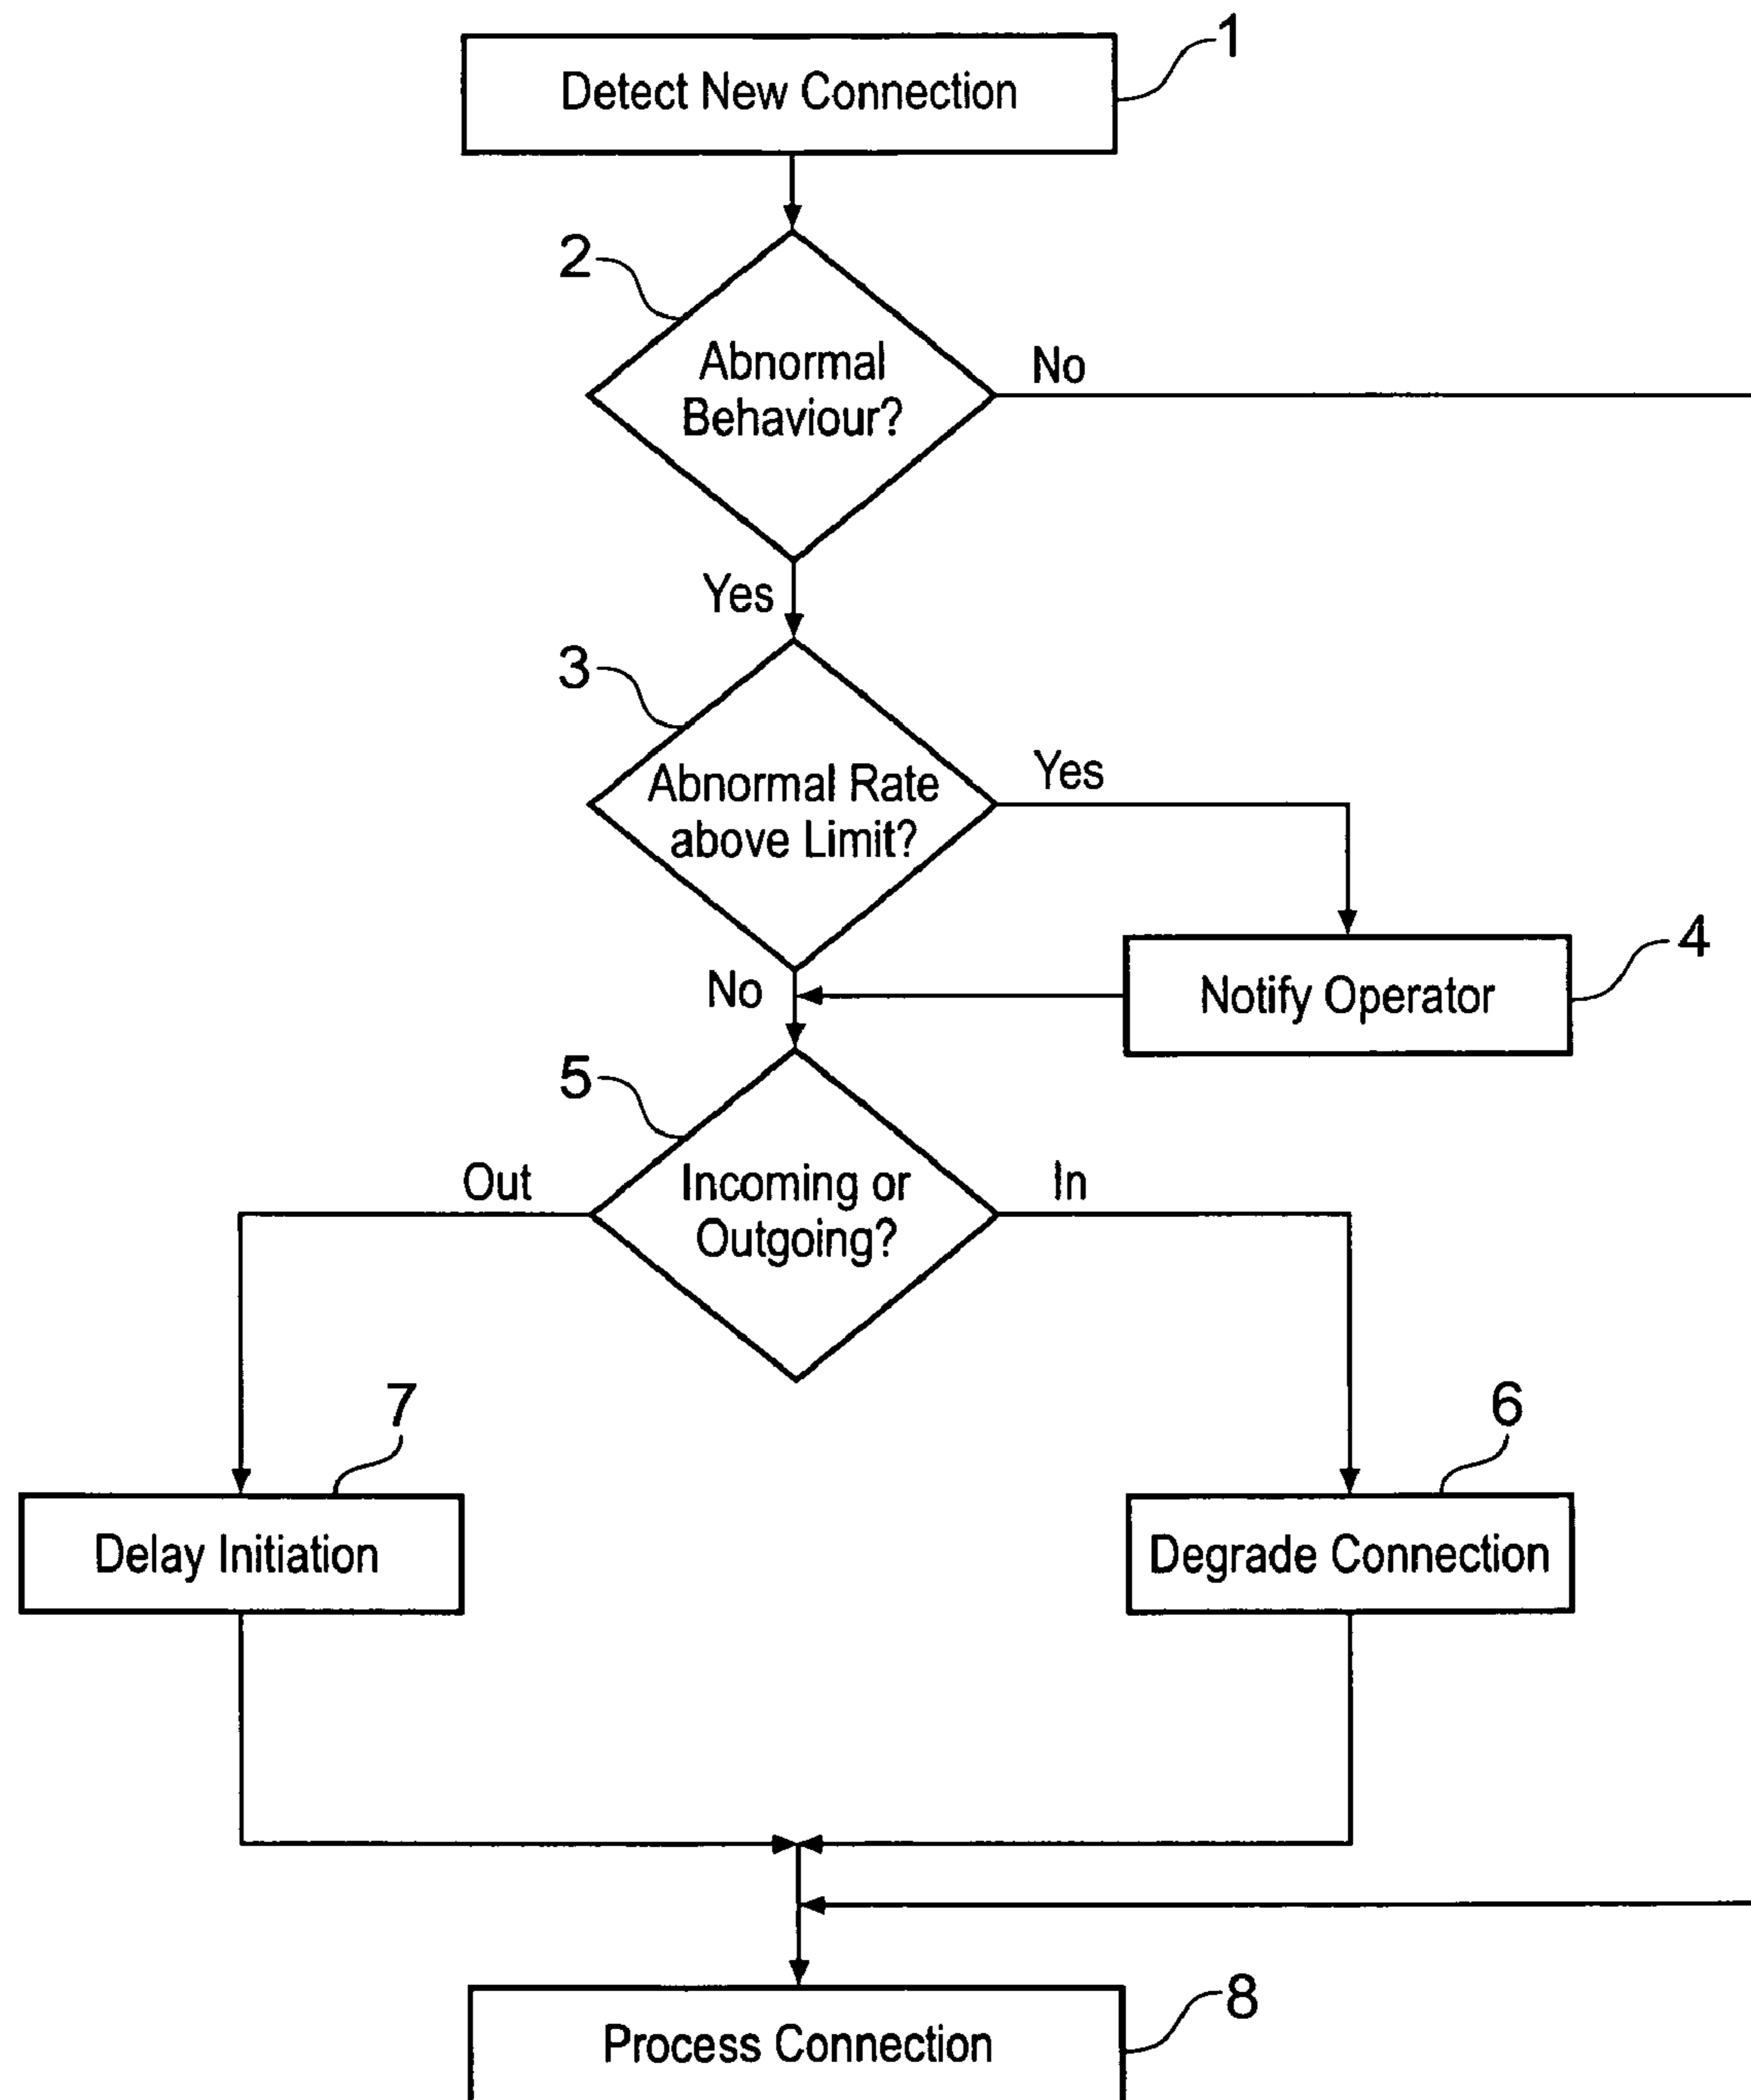 1
Detect New Connection
2
Abnormal
Behaviour?
No
Yes
3
Abnormal Rate
above Limit?
Yes
4
Notify Operator
No
5
Incoming or
Outgoing?
Out
In
7
6
Delay Initiation
Degrade Connection
8
Process Connection